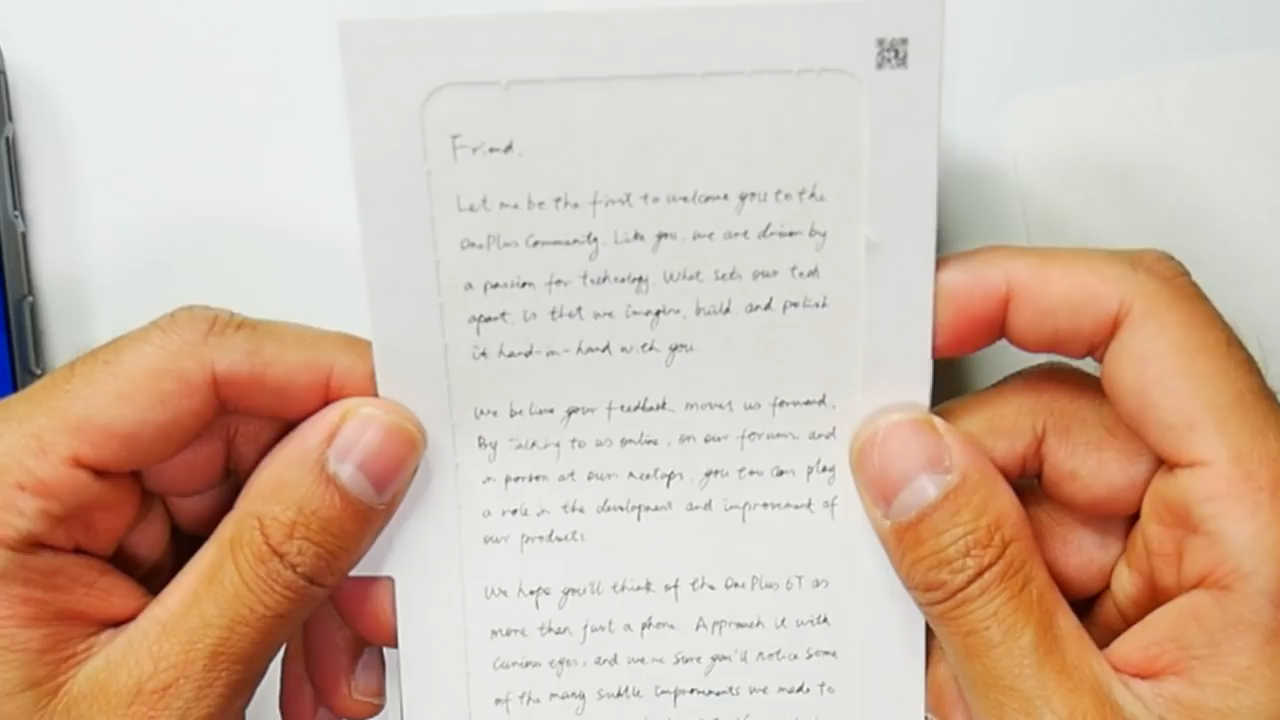 Friend,
Let me be the first to welcome you to the
OnePlus Community. Like you, we are driven by
a passion for technology. What sets our tech
apart, is that we imagine, build, and polish
it hand-in-hand with you.
We believe your feedback moves us forward.
By talking to us online, on our forums and
in person at our meetups, you too can play
a role in the development and improvement of
our products.
We hope you'll think of the OnePlus 6T as
more than just a phone. Approach it with
curious eyes, and we're sure you'll notice some
of the many subtle improvements we made to